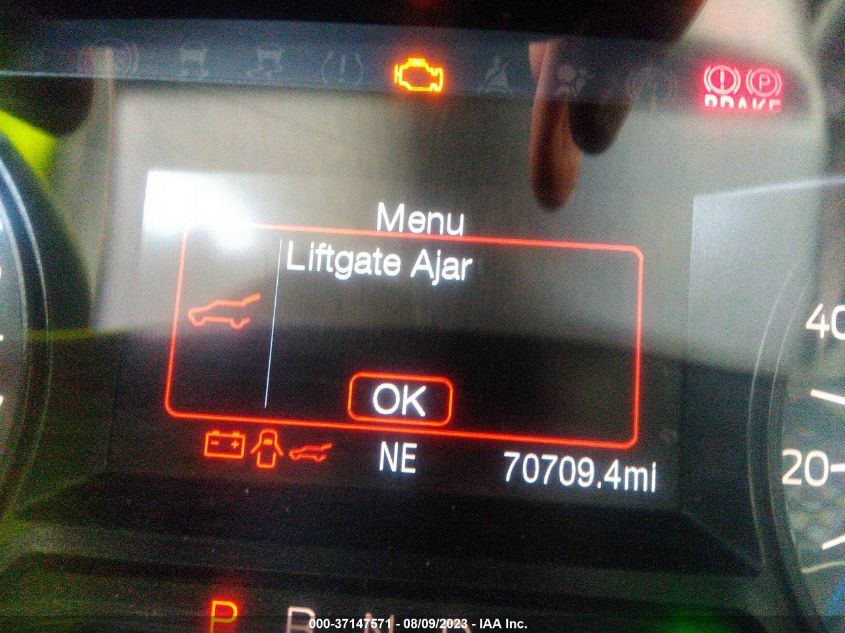 P
BRAKE
Menu
Liftgate Ajar
OK
NE
70709.4mi
40
20
P R N D
000-37147571 - 08/09/2023 - IAA Inc.